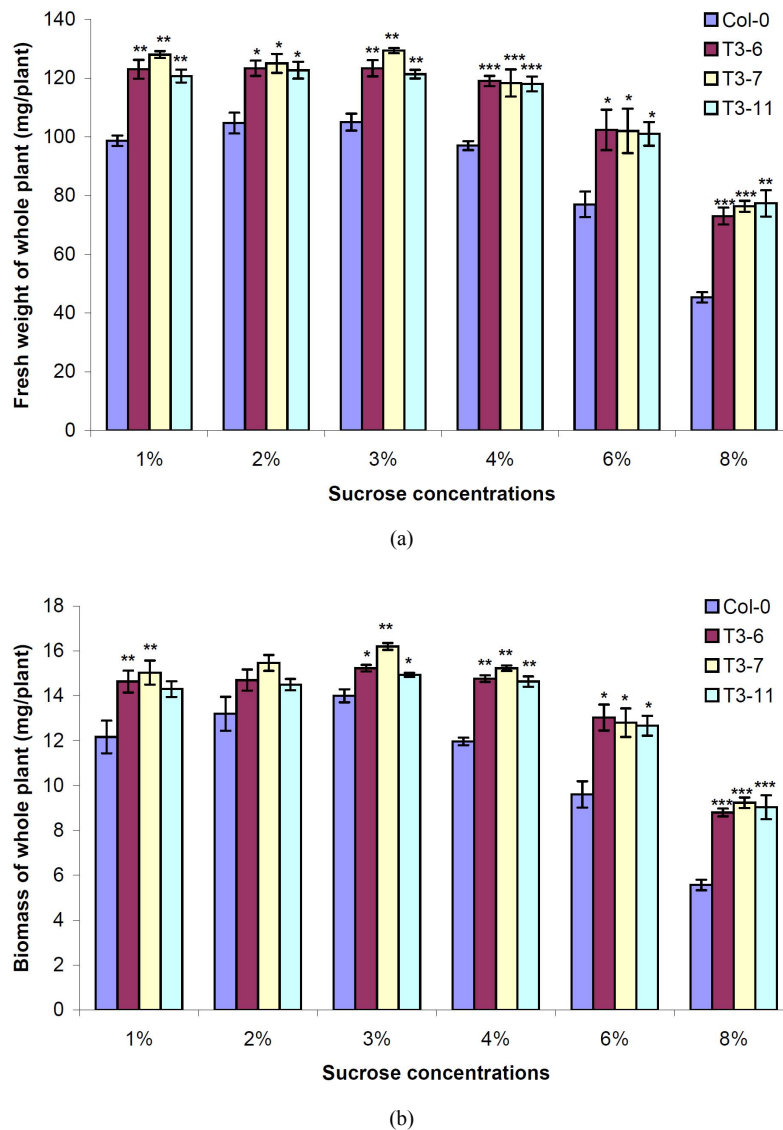 140
120
100
80
60
40
20
0
Fresh weight of whole plant (mg/plant)
** ** **
* * *
** ** **
*** *** ***
* * *
*** *** **
Col-0
T3-6
T3-7
T3-11
1% 2% 3% 4% 6% 8%
Sucrose concentrations
(a)
18
16
14
12
10
8
6
4
2
0
Biomass of whole plant (mg/plant)
** **
* ** *
** ** **
* * *
*** *** ***
Col-0
T3-6
T3-7
T3-11
1% 2% 3% 4% 6% 8%
Sucrose concentrations
(b)